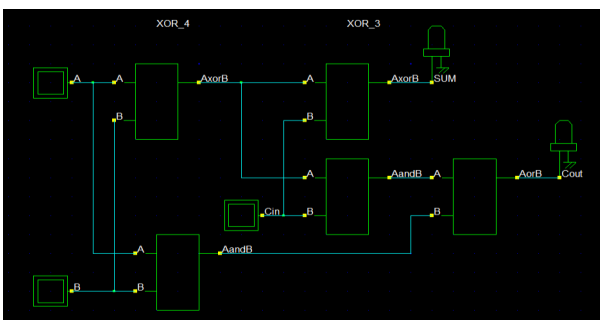 XOR_4 XOR_3
A A AxorB A AxorB SUM
B B
A AandB A AorB Cout
Cin B B
A AandB
B B